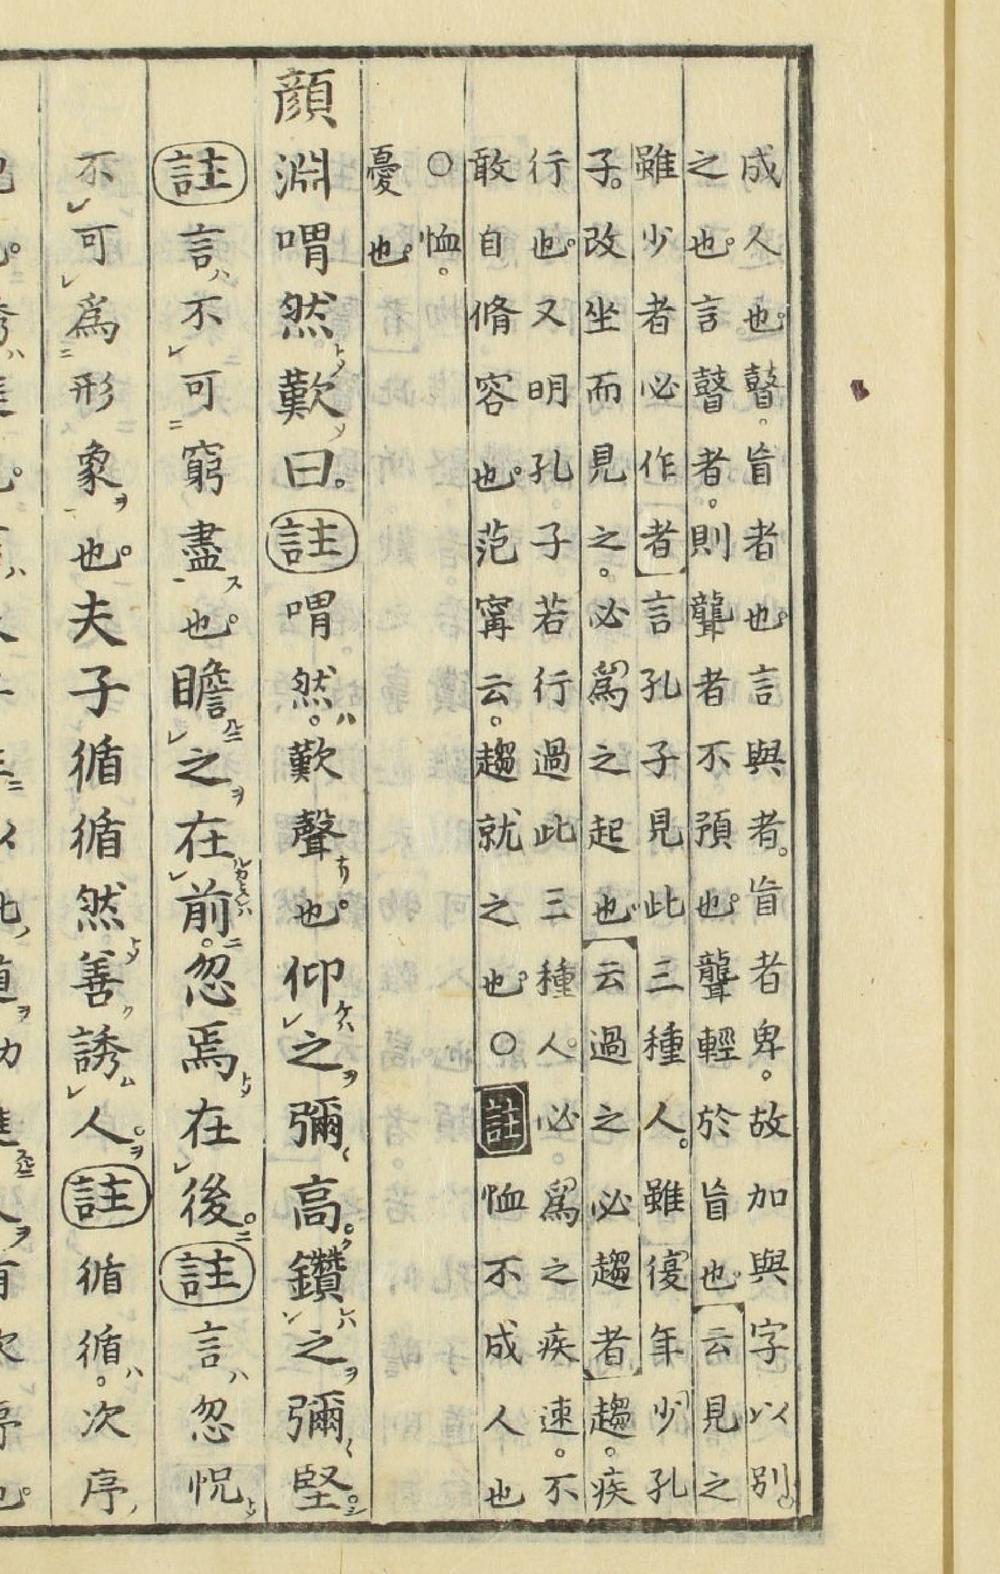 成人也瞽。盲者也言與者。盲者卑。故加與字以別
之也。言瞽者。則聾者不預也。聾輕於盲也。云見之
雖少者必作者言孔子見此三種人。雖復年少孔
子。改坐而見之。必爲之起也云過之必趨者趨。疾
行也。又明孔子若行過此三種人。必爲之疾速。不
敢自脩容也。范甯云。趨就之也。○註恤不成人也
○恤。
憂也。
顔淵喟然歎曰。註喟然。歎聲也。仰之彌高。鑽之彌堅。
註言不可窮盡也。瞻之在前。忽焉在後。註言忽怳
不可爲形象也。夫子循循然善誘人。註循循。次序